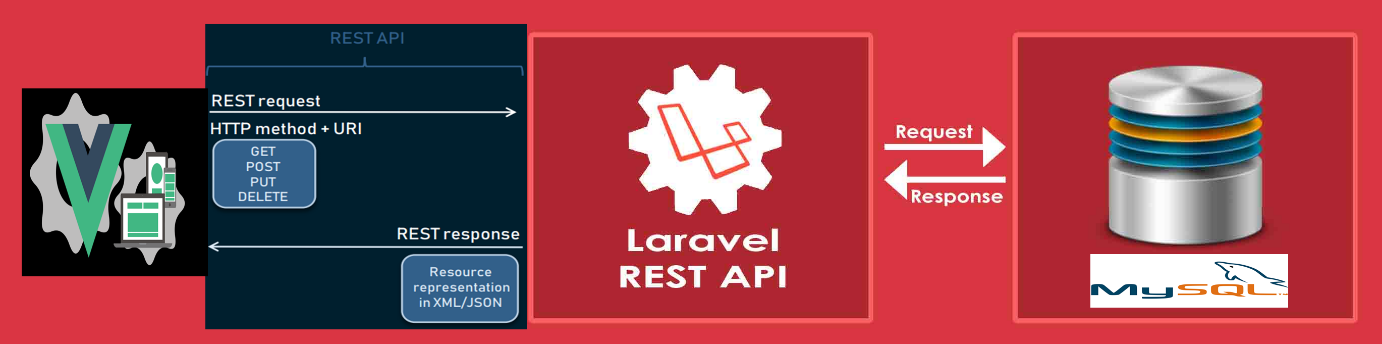 REST API
REST request
HTTP method + URI
GET
POST
PUT
DELETE
REST response
Resource
representation
in XML/JSON
Laravel
REST API
Request
Response
MySQL